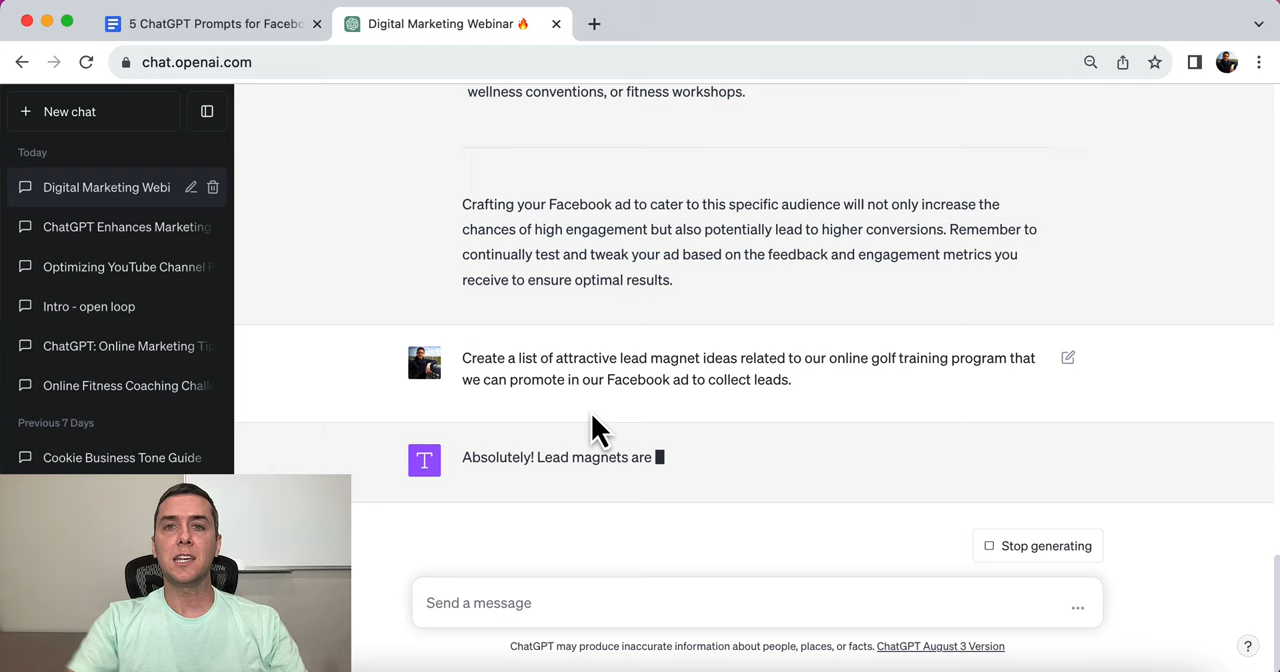 5 ChatGPT Prompts for Facebo
Digital Marketing Webinar 🔥
chat.openai.com
New chat
Today
Digital Marketing Webi
ChatGPT Enhances Marketing
Optimizing YouTube Channel
Intro - open loop
ChatGPT: Online Marketing Ti
Online Fitness Coaching Chall
Previous 7 Days
Cookie Business Tone Guide
wellness conventions, or fitness workshops.
Crafting your Facebook ad to cater to this specific audience will not only increase the
chances of high engagement but also potentially lead to higher conversions. Remember to
continually test and tweak your ad based on the feedback and engagement metrics you
receive to ensure optimal results.
Create a list of attractive lead magnet ideas related to our online golf training program that
we can promote in our Facebook ad to collect leads.
T
Absolutely! Lead magnets are
Stop generating
Send a message
...
ChatGPT may produce inaccurate information about people, places, or facts. ChatGPT August 3 Version
?